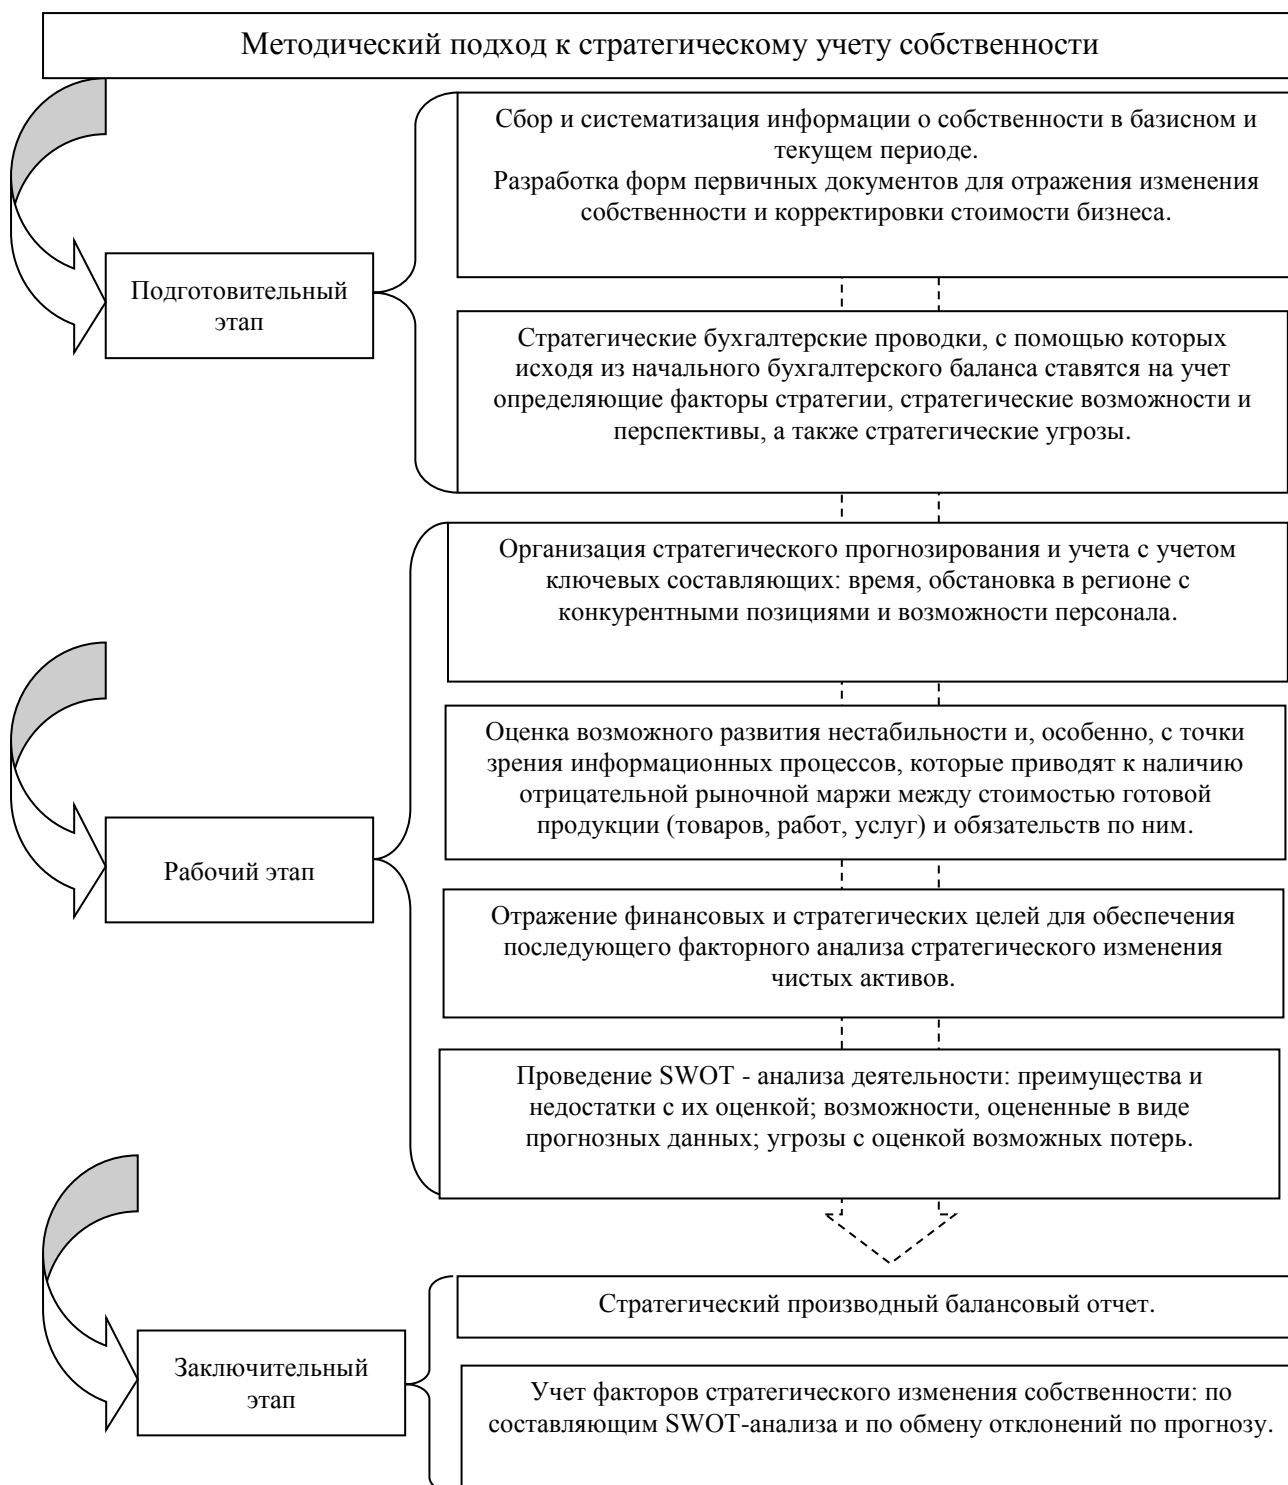 Методический подход к стратегическому учету собственности
Сбор и систематизация информации о собственности в базисном и
текущем периоде.
Разработка форм первичных документов для отражения изменения
собственности и корректировки стоимости бизнеса.
Подготовительный
этап
Стратегические бухгалтерские проводки, с помощью которых
исходя из начального бухгалтерского баланса ставятся на учет
определяющие факторы стратегии, стратегические возможности и
перспективы, а также стратегические угрозы.
Организация стратегического прогнозирования и учета с учетом
ключевых составляющих: время, обстановка в регионе с
конкурентными позициями и возможности персонала.
Оценка возможного развития нестабильности и, особенно, с точки
зрения информационных процессов, которые приводят к наличию
отрицательной рыночной маржи между стоимостью готовой
продукции (товаров, работ, услуг) и обязательств по ним.
Рабочий этап
Отражение финансовых и стратегических целей для обеспечения
последующего факторного анализа стратегического изменения
чистых активов.
Проведение SWOT - анализа деятельности: преимущества и
недостатки с их оценкой; возможности, оцененные в виде
прогнозных данных; угрозы с оценкой возможных потерь.
Стратегический производный балансовый отчет.
Заключительный
этап
Учет факторов стратегического изменения собственности: по
составляющим SWOT-анализа и по обмену отклонений по прогнозу.